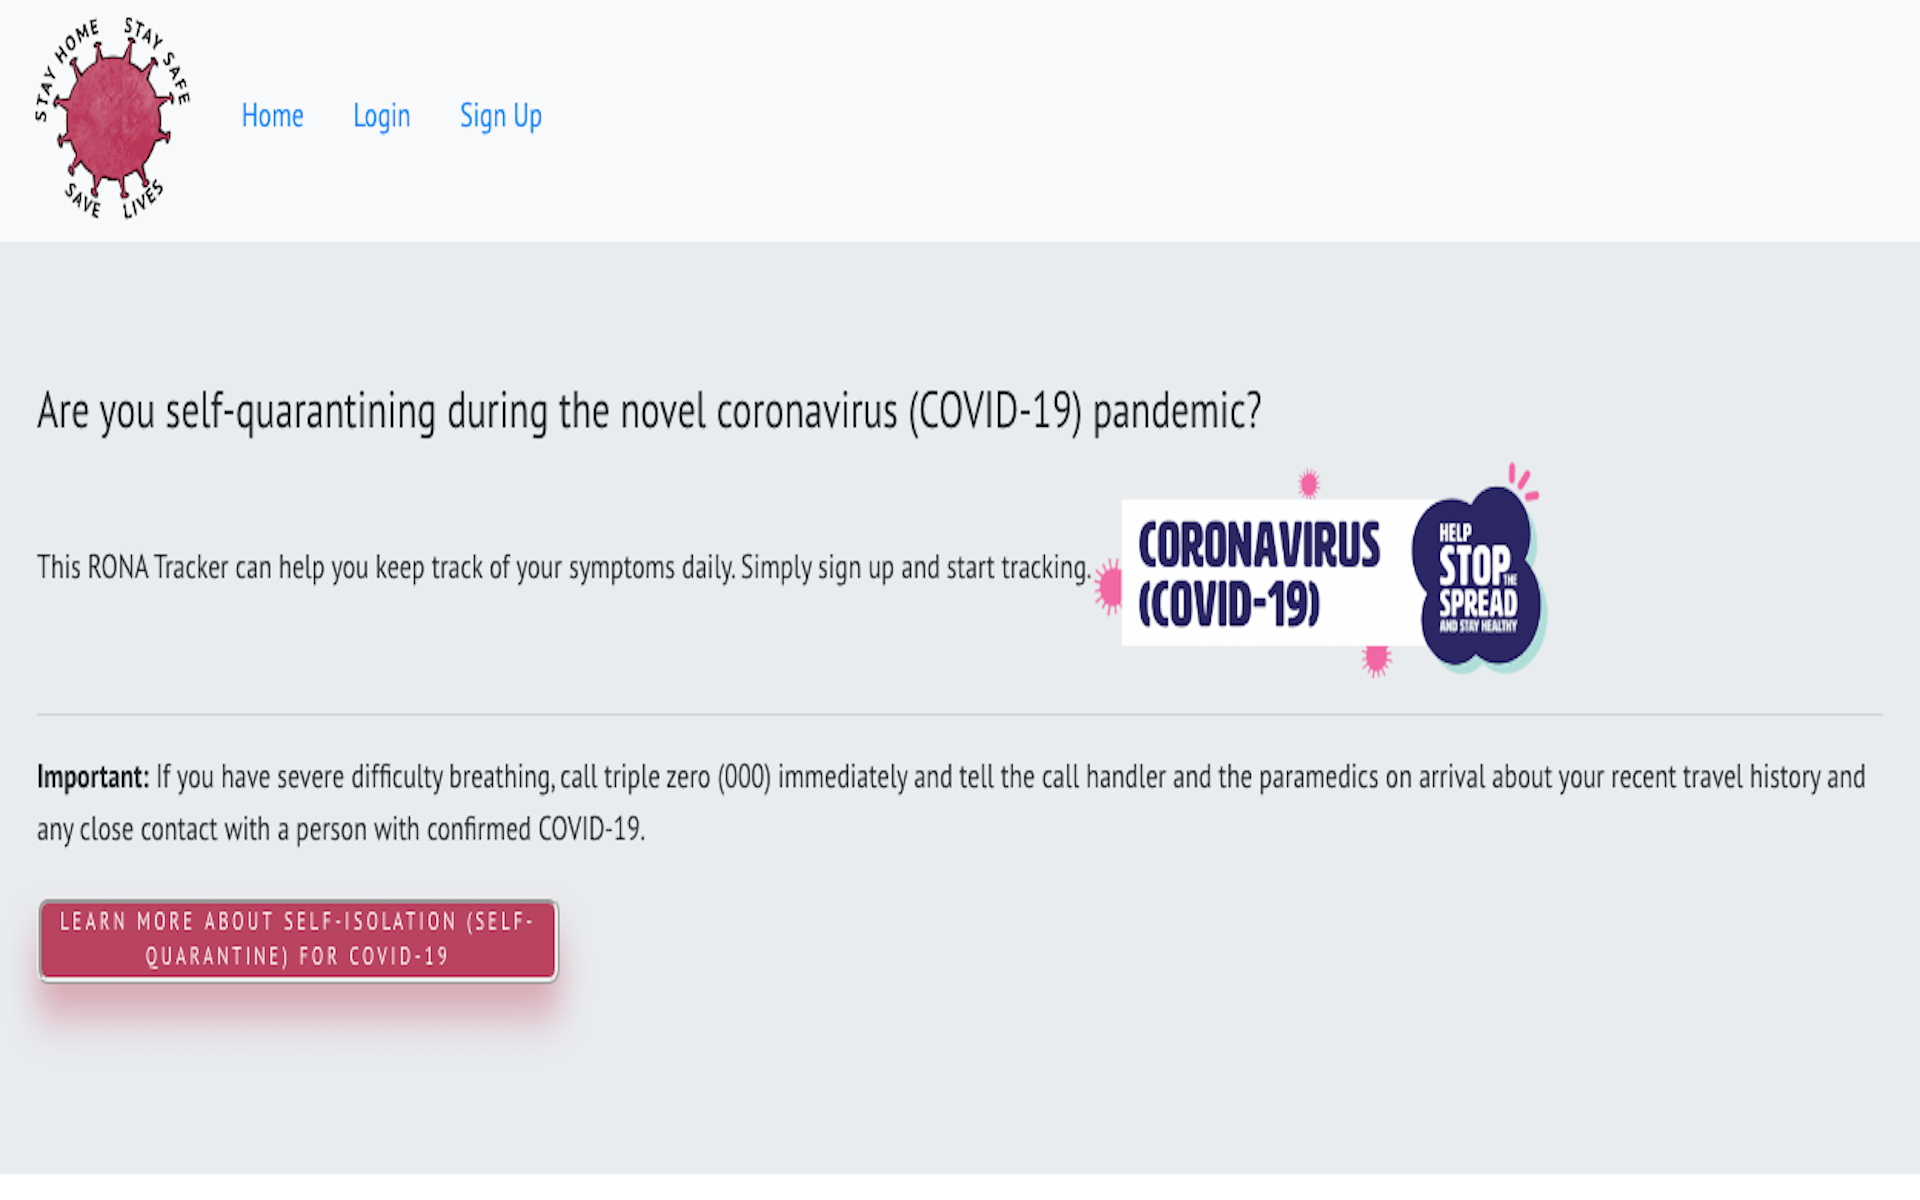 STAY HOME STAY SAFE
SAVE LIVES
Home Login Sign Up
Are you self-quarantining during the novel coronavirus (COVID-19) pandemic?
This RONA Tracker can help you keep track of your symptoms daily. Simply sign up and start tracking.
CORONAVIRUS
(COVID-19)
HELP
STOP THE
SPREAD
AND STAY HEALTHY
Important: If you have severe difficulty breathing, call triple zero (000) immediately and tell the call handler and the paramedics on arrival about your recent travel history and
any close contact with a person with confirmed COVID-19.
LEARN MORE ABOUT SELF-ISOLATION (SELF-
QUARANTINE) FOR COVID-19